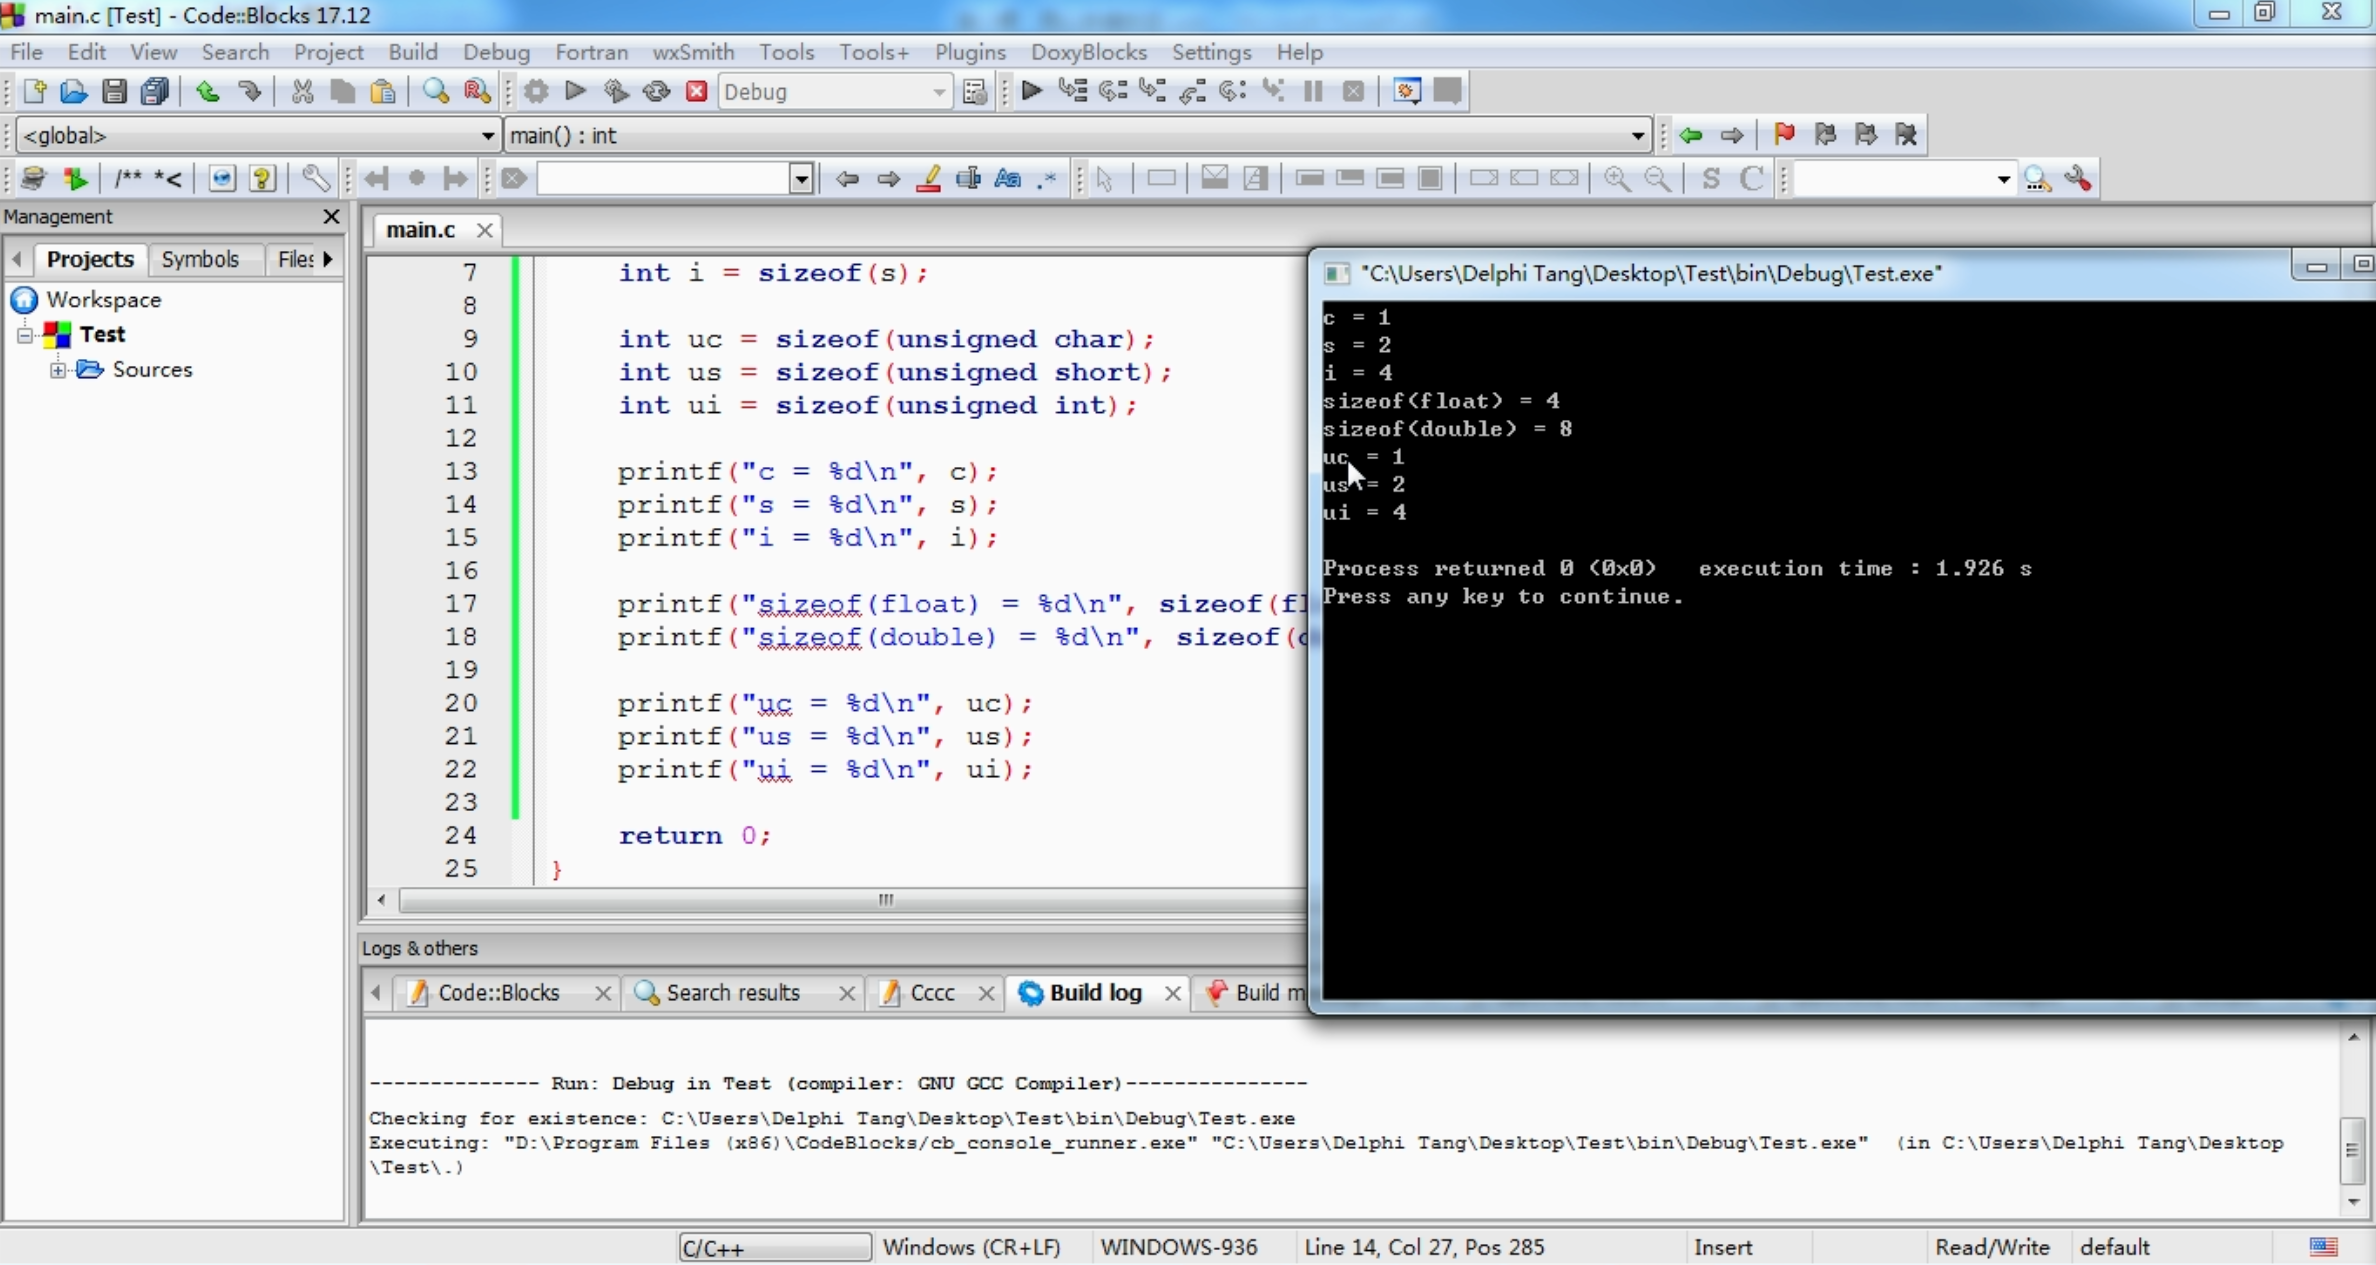 main.c [Test] - Code::Blocks 17.12
File Edit View Search Project Build Debug Fortran wxSmith Tools Tools+ Plugins DoxyBlocks Settings Help
Debug
<global> main() : int
/** *<
S C
Management
main.c
Projects Symbols Files
Workspace
Test
Sources
7 int i = sizeof(s);
8
9 int uc = sizeof(unsigned char);
10 int us = sizeof(unsigned short);
11 int ui = sizeof(unsigned int);
12
13 printf("c = %d\n", c);
14 printf("s = %d\n", s);
15 printf("i = %d\n", i);
16
17 printf("sizeof(float) = %d\n", sizeof(fl
18 printf("sizeof(double) = %d\n", sizeof(
19
20 printf("uc = %d\n", uc);
21 printf("us = %d\n", us);
22 printf("ui = %d\n", ui);
23
24 return 0;
25 }
"C:\Users\Delphi Tang\Desktop\Test\bin\Debug\Test.exe"
c = 1
s = 2
i = 4
sizeof(float) = 4
sizeof(double) = 8
uc = 1
us = 2
ui = 4
Process returned 0 (0x0) execution time : 1.926 s
Press any key to continue.
Logs & others
Code::Blocks Search results Cccc Build log Build m
-------------- Run: Debug in Test (compiler: GNU GCC Compiler)---------------
Checking for existence: C:\Users\Delphi Tang\Desktop\Test\bin\Debug\Test.exe
Executing: "D:\Program Files (x86)\CodeBlocks/cb_console_runner.exe" "C:\Users\Delphi Tang\Desktop\Test\bin\Debug\Test.exe" (in C:\Users\Delphi Tang\Desktop
\Test\.)
C/C++ Windows (CR+LF) WINDOWS-936 Line 14, Col 27, Pos 285 Insert Read/Write default